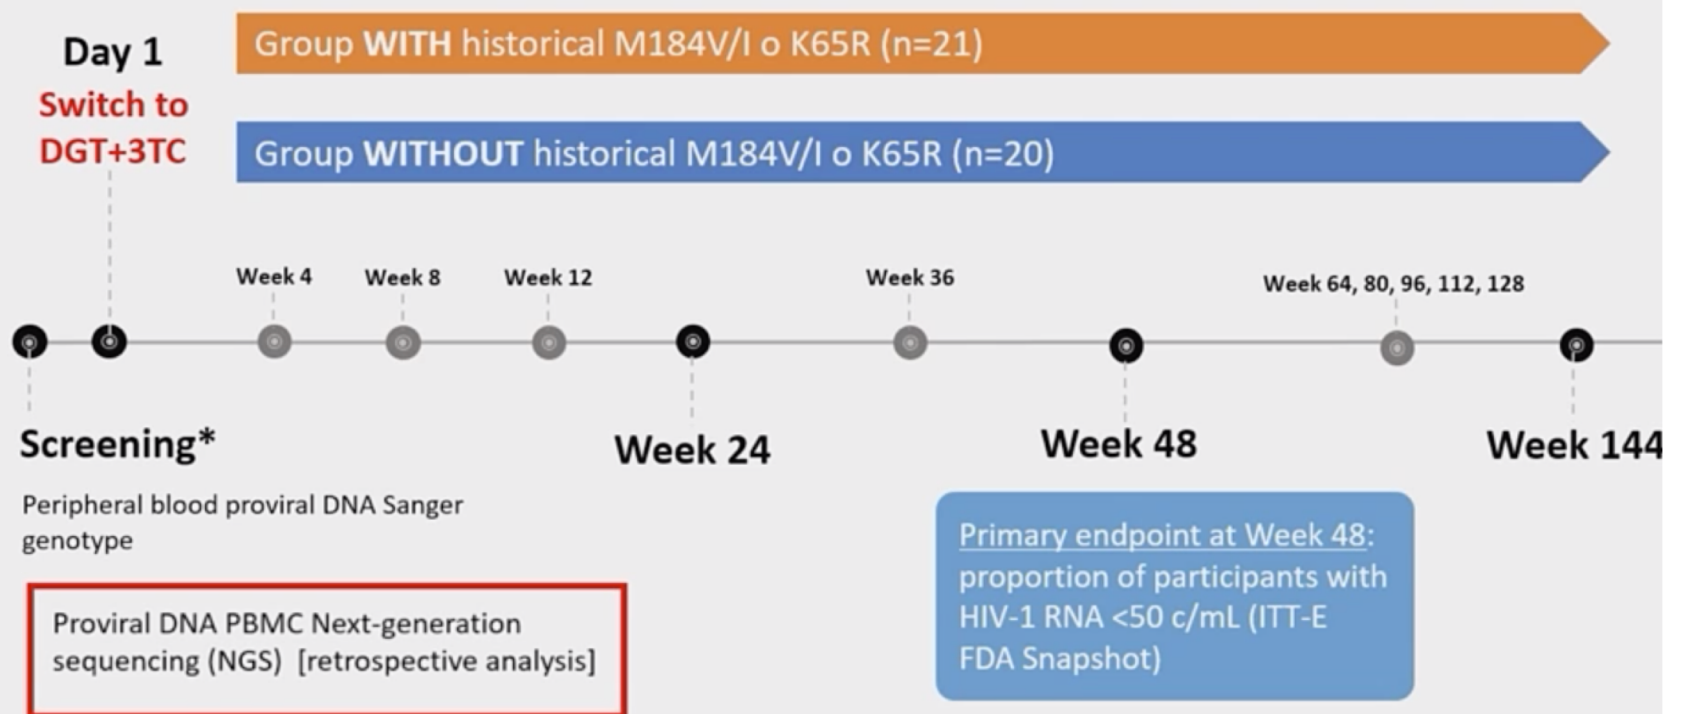 Day 1
Switch to
DGT+3TC
Group WITH historical M184V/I o K65R (n=21)
Group WITHOUT historical M184V/I o K65R (n=20)
Week 4
Week 8
Week 12
Week 36
Week 64, 80, 96, 112, 128
Screening*
Week 24
Week 48
Week 144
Peripheral blood proviral DNA Sanger
genotype
Proviral DNA PBMC Next-generation
sequencing (NGS) [retrospective analysis]
Primary endpoint at Week 48:
proportion of participants with
HIV-1 RNA <50 c/mL (ITT-E
FDA Snapshot)